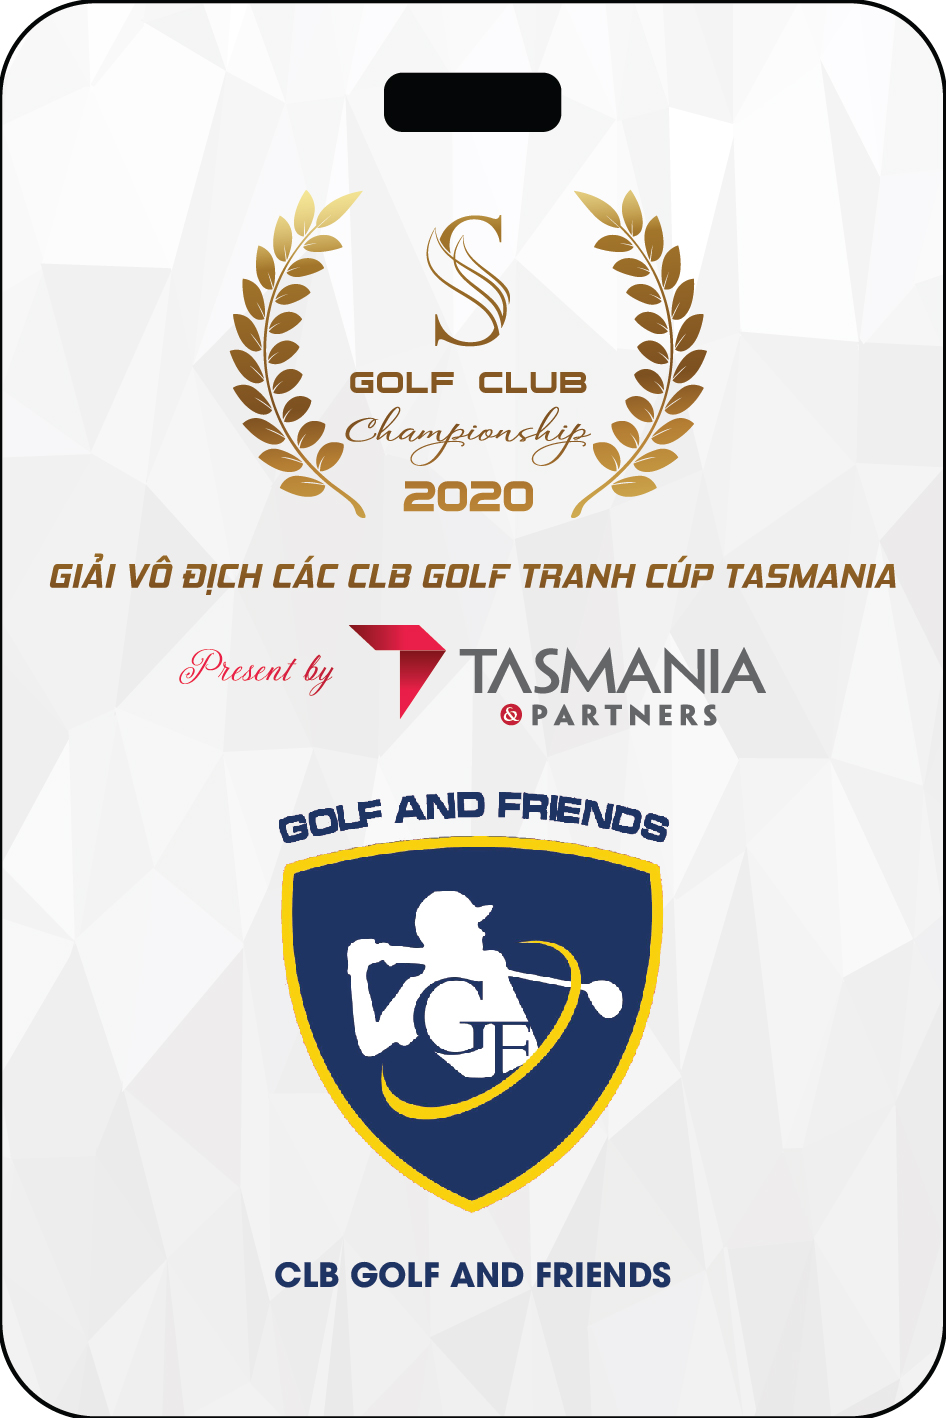 S
GOLF CLUB
Championship
2020
GIẢI VÔ ĐỊCH CÁC CLB GOLF TRANH CÚP TASMANIA
Present by TASMANIA
& PARTNERS
GOLF AND FRIENDS
GF
CLB GOLF AND FRIENDS